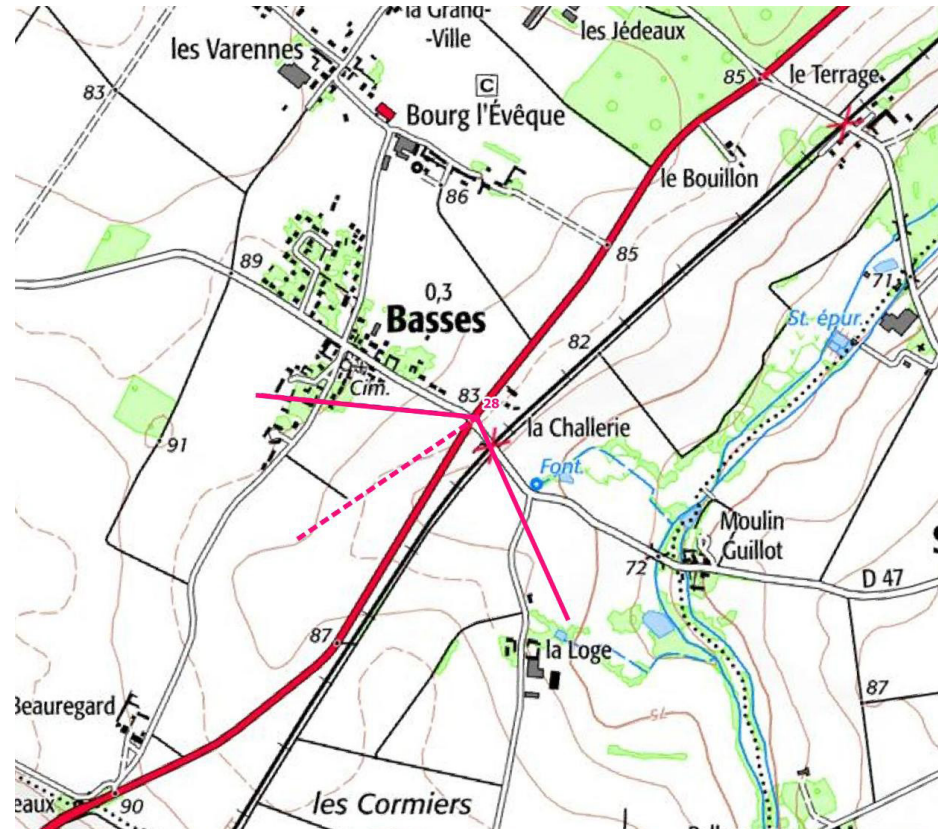 la Grand-
-Ville
les Jédeaux
les Varennes
85
le Terrage
83
C
Bourg l'Évêque
le Bouillon
86
85
89
71
0,3
Basses
St. épur.
82
Cim.
83
28
la Challerie
91
Font.
Moulin
Guillot
72
D 47
87
la Loge
87
Beauregard
75
eaux
90
les Cormiers